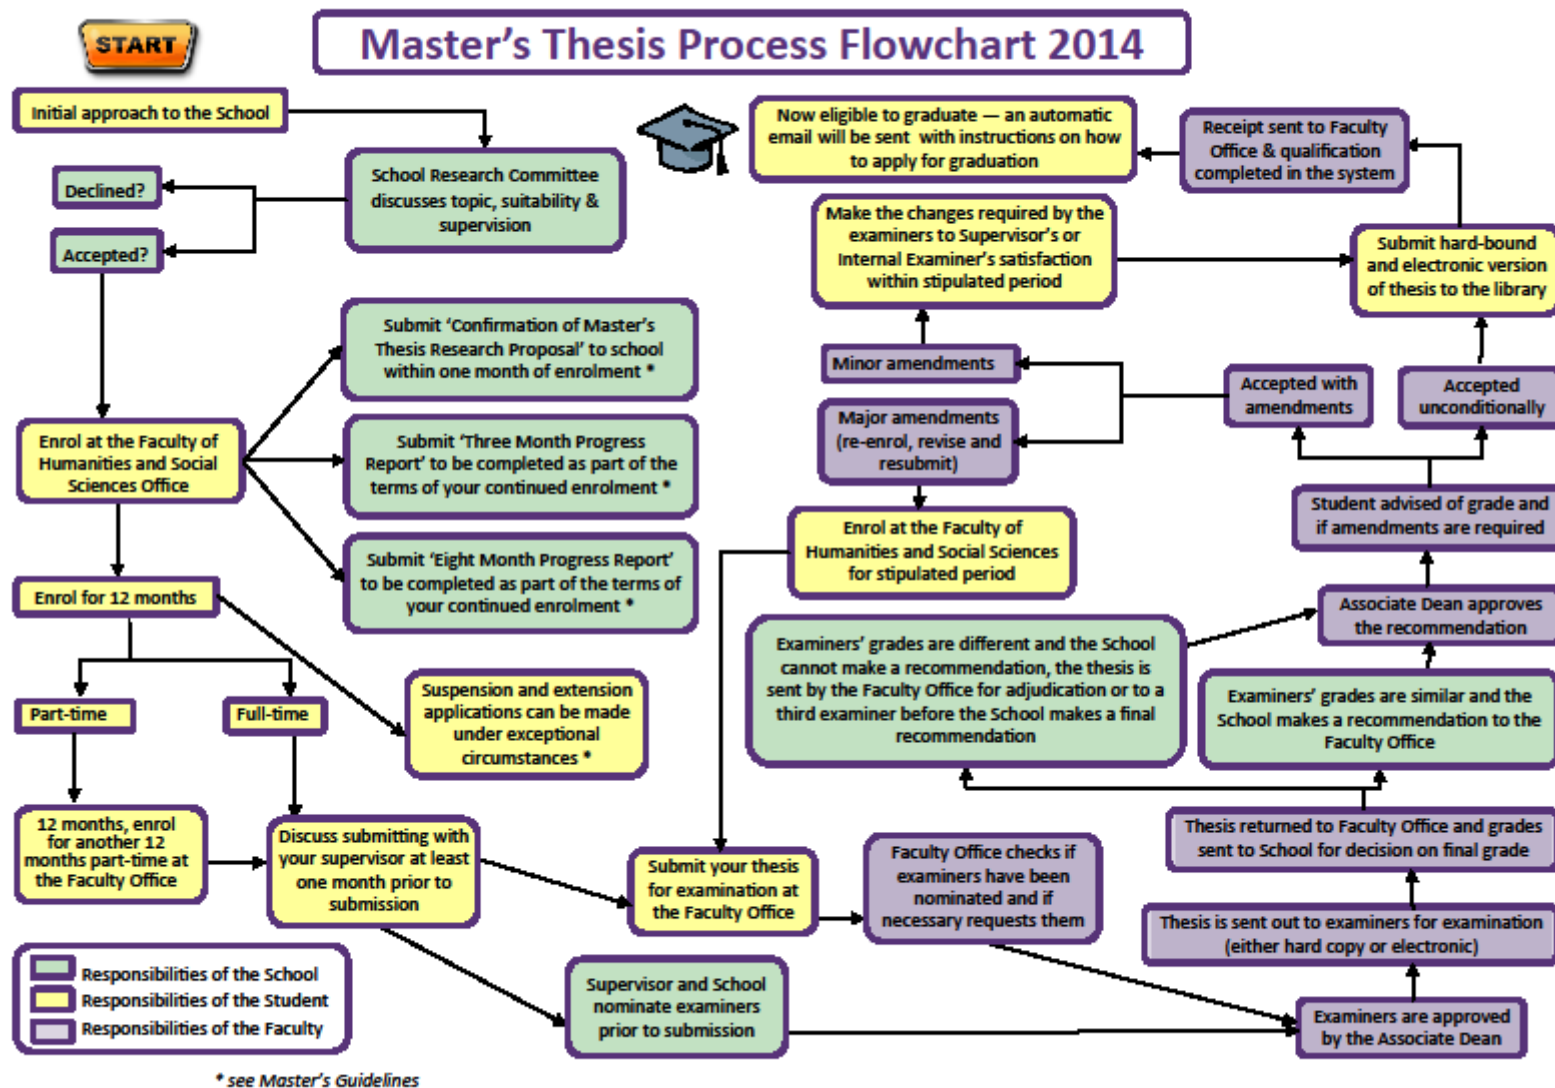 START
Master's Thesis Process Flowchart 2014
Initial approach to the School
Declined?
Accepted?
School Research Committee
discusses topic, suitability &
supervision
Now eligible to graduate — an automatic
email will be sent with instructions on how
to apply for graduation
Receipt sent to Faculty
Office & qualification
completed in the system
Make the changes required by the
examiners to Supervisor's or
Internal Examiner's satisfaction
within stipulated period
Submit hard-bound
and electronic version
of thesis to the library
Submit 'Confirmation of Master's
Thesis Research Proposal' to school
within one month of enrolment *
Minor amendments
Accepted with
amendments
Accepted
unconditionally
Major amendments
(re-enrol, revise and
resubmit)
Enrol at the Faculty of
Humanities and Social
Sciences Office
Submit 'Three Month Progress
Report' to be completed as part of the
terms of your continued enrolment *
Student advised of grade and
if amendments are required
Enrol at the Faculty of
Humanities and Social Sciences
for stipulated period
Submit 'Eight Month Progress Report'
to be completed as part of the terms of
your continued enrolment *
Enrol for 12 months
Associate Dean approves
the recommendation
Examiners' grades are different and the School
cannot make a recommendation, the thesis is
sent by the Faculty Office for adjudication or to a
third examiner before the School makes a final
recommendation
Examiners' grades are similar and the
School makes a recommendation to the
Faculty Office
Part-time
Full-time
Suspension and extension
applications can be made
under exceptional
circumstances *
12 months, enrol
for another 12
months part-time at
the Faculty Office
Discuss submitting with
your supervisor at least
one month prior to
submission
Submit your thesis
for examination at
the Faculty Office
Faculty Office checks if
examiners have been
nominated and if
necessary requests them
Thesis returned to Faculty Office and grades
sent to School for decision on final grade
Thesis is sent out to examiners for examination
(either hard copy or electronic)
Responsibilities of the School
Responsibilities of the Student
Responsibilities of the Faculty
Supervisor and School
nominate examiners
prior to submission
Examiners are approved
by the Associate Dean
* see Master's Guidelines